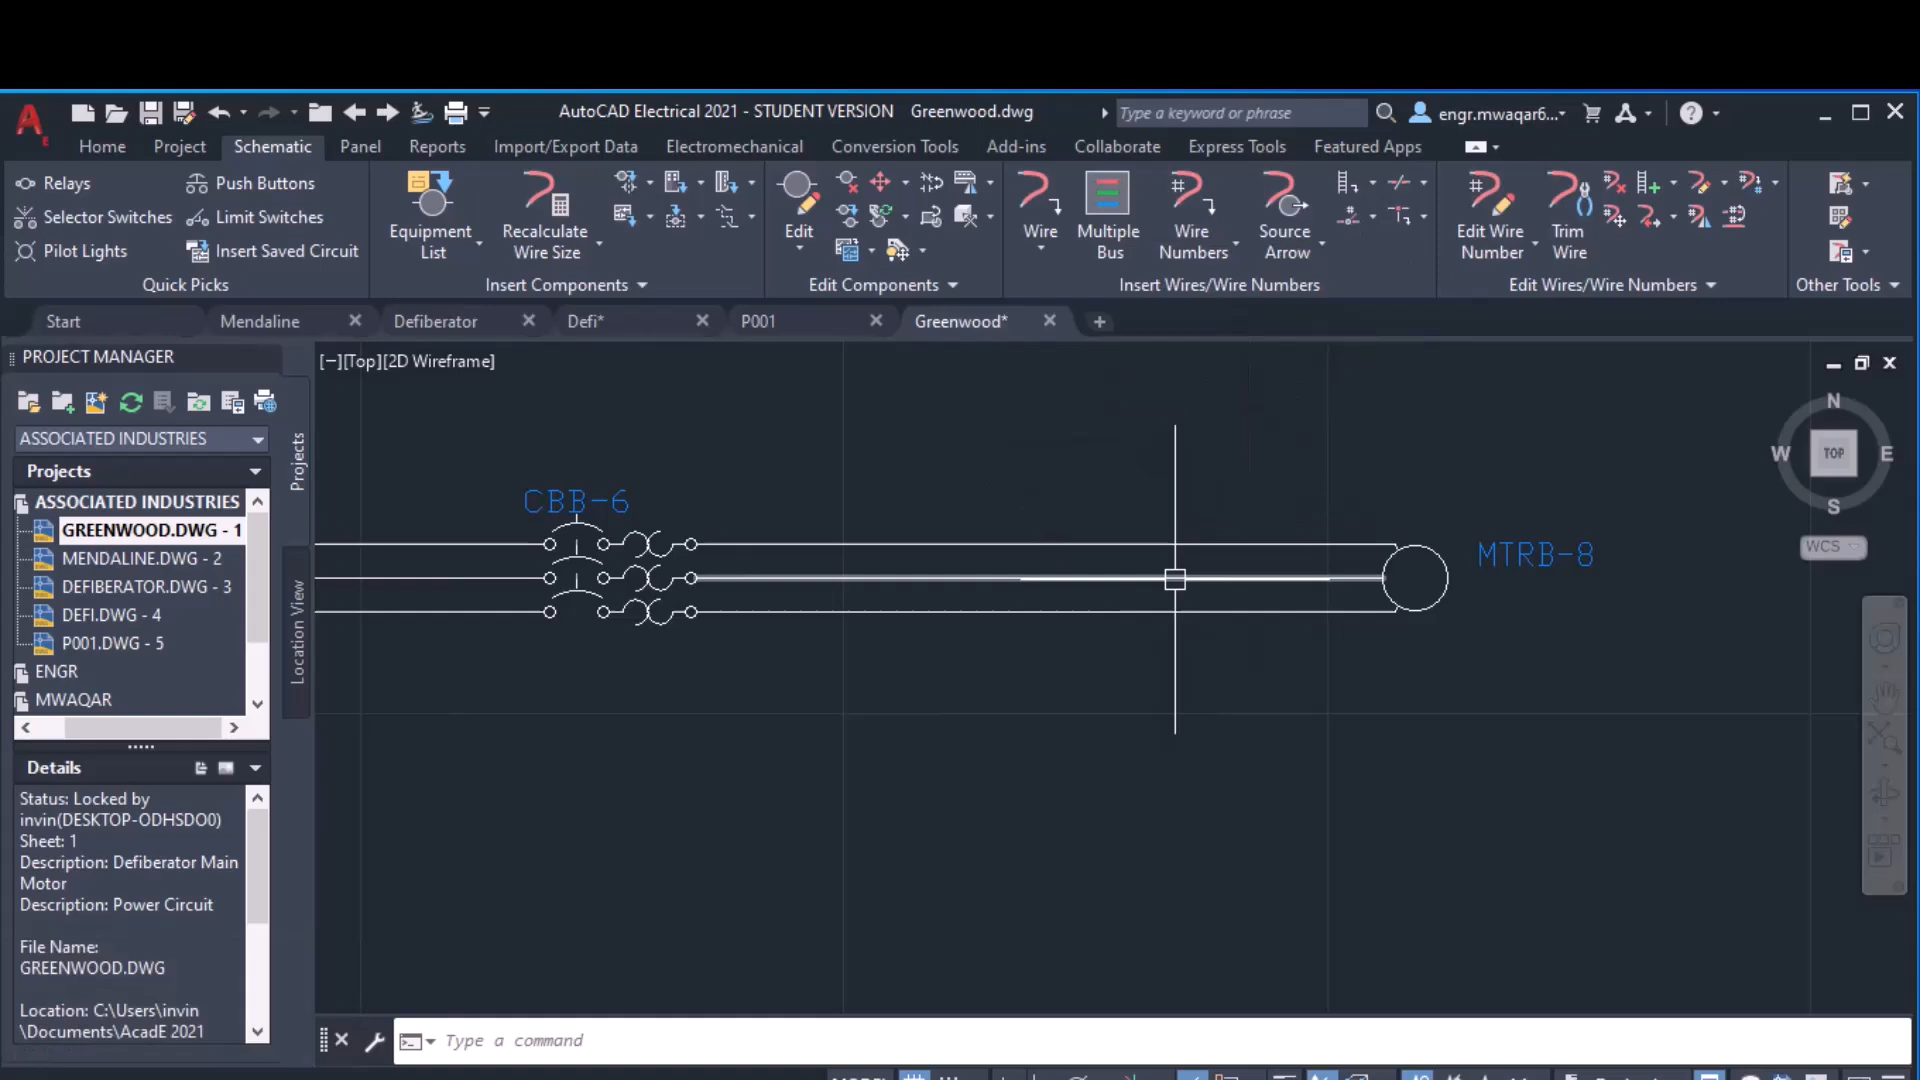 AutoCAD Electrical 2021 - STUDENT VERSION Greenwood.dwg
Type a keyword or phrase
engr.mwaqar6...
Home Project Schematic Panel Reports Import/Export Data Electromechanical Conversion Tools Add-ins Collaborate Express Tools Featured Apps
Relays
Push Buttons
Selector Switches
Limit Switches
Pilot Lights
Insert Saved Circuit
Quick Picks
Equipment
List
Recalculate
Wire Size
Insert Components
Edit
Edit Components
Wire
Multiple
Bus
Wire
Numbers
Source
Arrow
Insert Wires/Wire Numbers
Edit Wire
Number
Trim
Wire
Edit Wires/Wire Numbers
Other Tools
Start Mendaline Defiberator Defi* P001 Greenwood*
PROJECT MANAGER
ASSOCIATED INDUSTRIES
Projects
ASSOCIATED INDUSTRIES
GREENWOOD.DWG - 1
MENDALINE.DWG - 2
DEFIBERATOR.DWG - 3
DEFI.DWG - 4
P001.DWG - 5
ENGR
MWAQAR
Projects
Location View
Details
Status: Locked by
invin(DESKTOP-ODHSDO0)
Sheet: 1
Description: Defiberator Main
Motor
Description: Power Circuit
File Name:
GREENWOOD.DWG
Location: C:\Users\invin
\Documents\AcadE 2021
[−][Top][2D Wireframe]
CBB-6
MTRB-8
N
W
TOP
E
S
WCS
Type a command